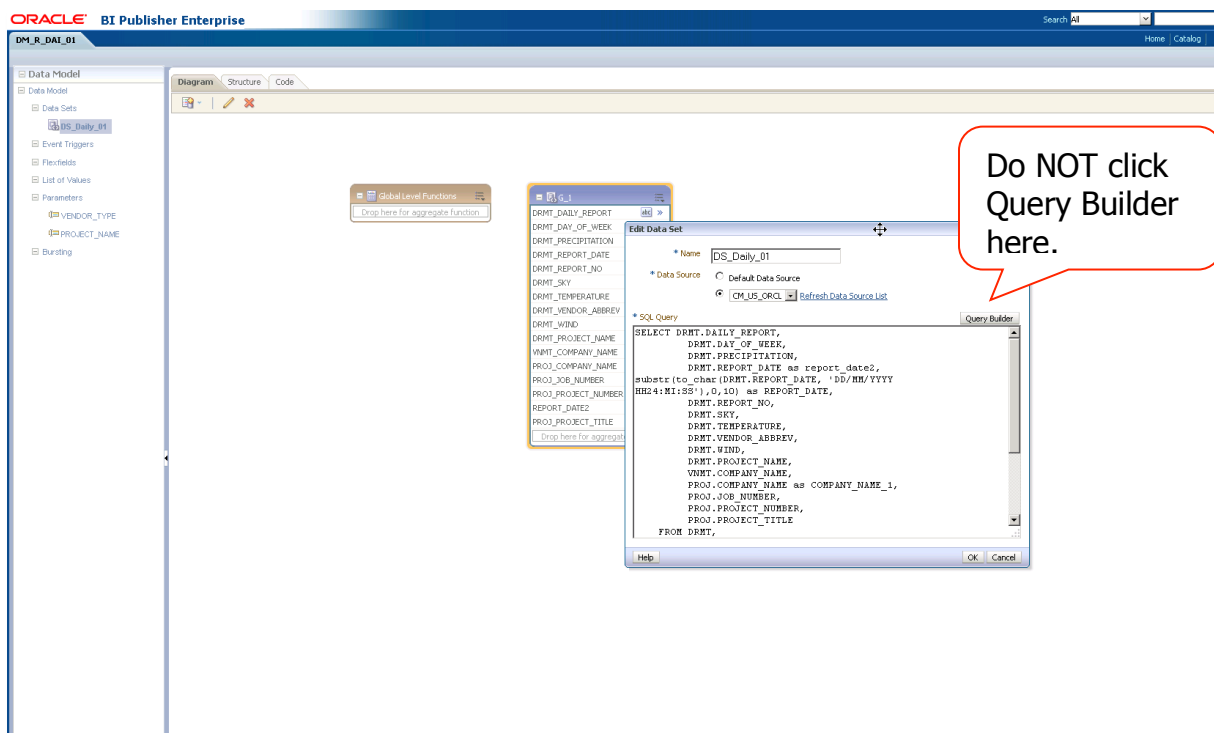 ORACLE BI Publisher Enterprise
Search All
DM_R_DAI_01
Home Catalog
Data Model
Data Model
Data Sets
DS_Daily_01
Event Triggers
Flexfields
List of Values
Parameters
VENDOR_TYPE
PROJECT_NAME
Bursting
Diagram Structure Code
Global Level Functions
Drop here for aggregate function
G_1
DRMT_DAILY_REPORT
DRMT_DAY_OF_WEEK
DRMT_PRECIPITATION
DRMT_REPORT_DATE
DRMT_REPORT_NO
DRMT_SKY
DRMT_TEMPERATURE
DRMT_VENDOR_ABBREV
DRMT_WIND
DRMT_PROJECT_NAME
VNMT_COMPANY_NAME
PROJ_COMPANY_NAME
PROJ_JOB_NUMBER
PROJ_PROJECT_NUMBER
REPORT_DATE2
PROJ_PROJECT_TITLE
Drop here for aggregat
Edit Data Set
* Name DS_Daily_01
* Data Source Default Data Source
CM_US_ORCL Refresh Data Source List
* SQL Query
Query Builder
SELECT DRMT.DAILY_REPORT,
DRMT.DAY_OF_WEEK,
DRMT.PRECIPITATION,
DRMT.REPORT_DATE as report_date2,
substr(to_char(DRMT.REPORT_DATE, 'DD/MM/YYYY
HH24:MI:SS'),0,10) as REPORT_DATE,
DRMT.REPORT_NO,
DRMT.SKY,
DRMT.TEMPERATURE,
DRMT.VENDOR_ABBREV,
DRMT.WIND,
DRMT.PROJECT_NAME,
VNMT.COMPANY_NAME,
PROJ.COMPANY_NAME as COMPANY_NAME_1,
PROJ.JOB_NUMBER,
PROJ.PROJECT_NUMBER,
PROJ.PROJECT_TITLE
FROM DRMT,
Help
OK Cancel
Do NOT click
Query Builder
here.